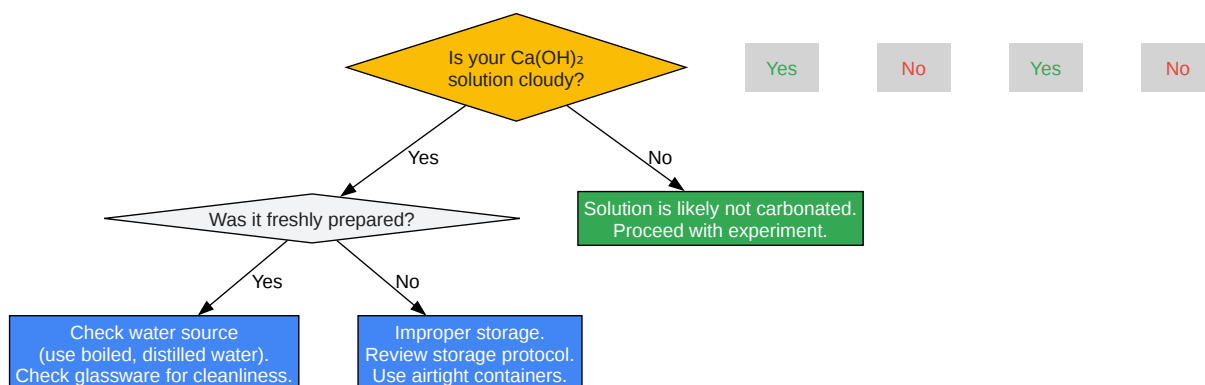 Is your Ca(OH)₂
solution cloudy?
Yes
No
Yes
No
Yes
No
Was it freshly prepared?
Solution is likely not carbonated.
Proceed with experiment.
Yes
No
Check water source
(use boiled, distilled water).
Check glassware for cleanliness.
Improper storage.
Review storage protocol.
Use airtight containers.